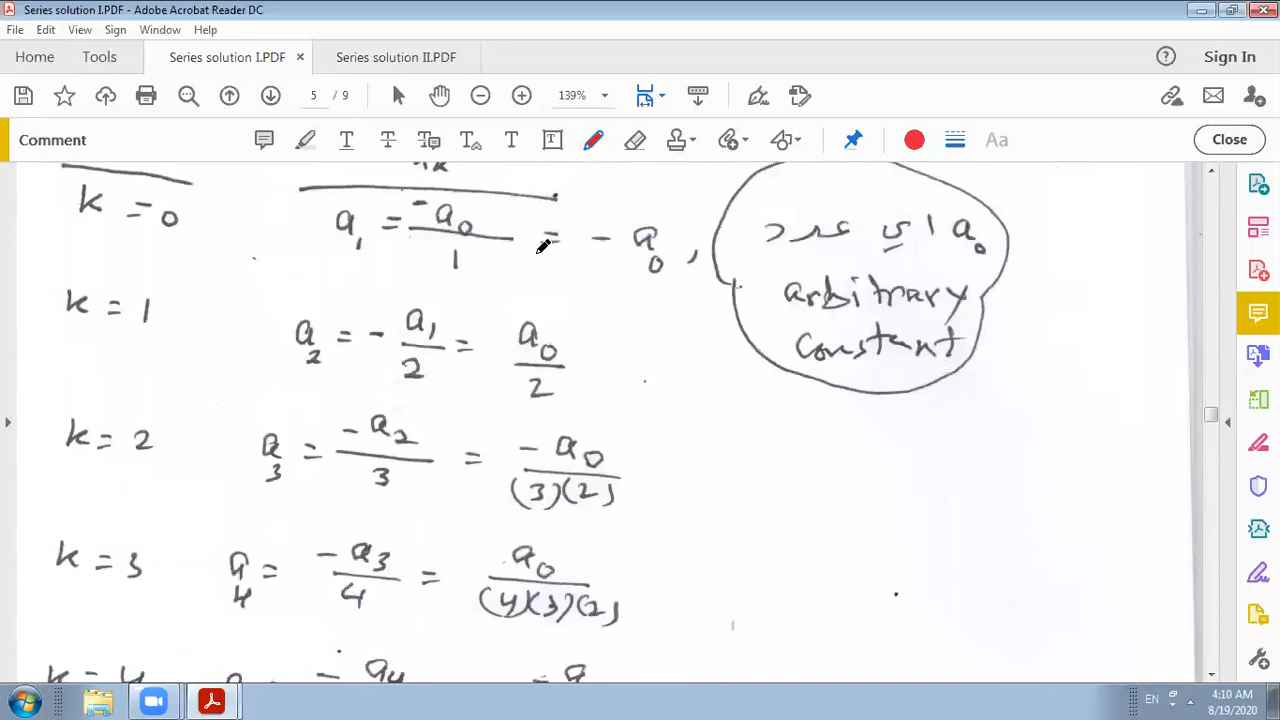 Series solution I.PDF - Adobe Acrobat Reader DC
File Edit View Sign Window Help
Home Tools Series solution I.PDF × Series solution II.PDF Sign In
5 / 9 139%
Comment Close
k = 0 a₁ = -a₀/1 = - a₀ ,
k = 1 a₂ = - a₁/2 = a₀/2
k = 2 a₃ = -a₂/3 = - a₀/(3)(2)
k = 3 a₄ = -a₃/4 = a₀/(4)(3)(2)
a₀
arbitrary
constant
k = 4 - a₄
EN 4:10 AM
8/19/2020